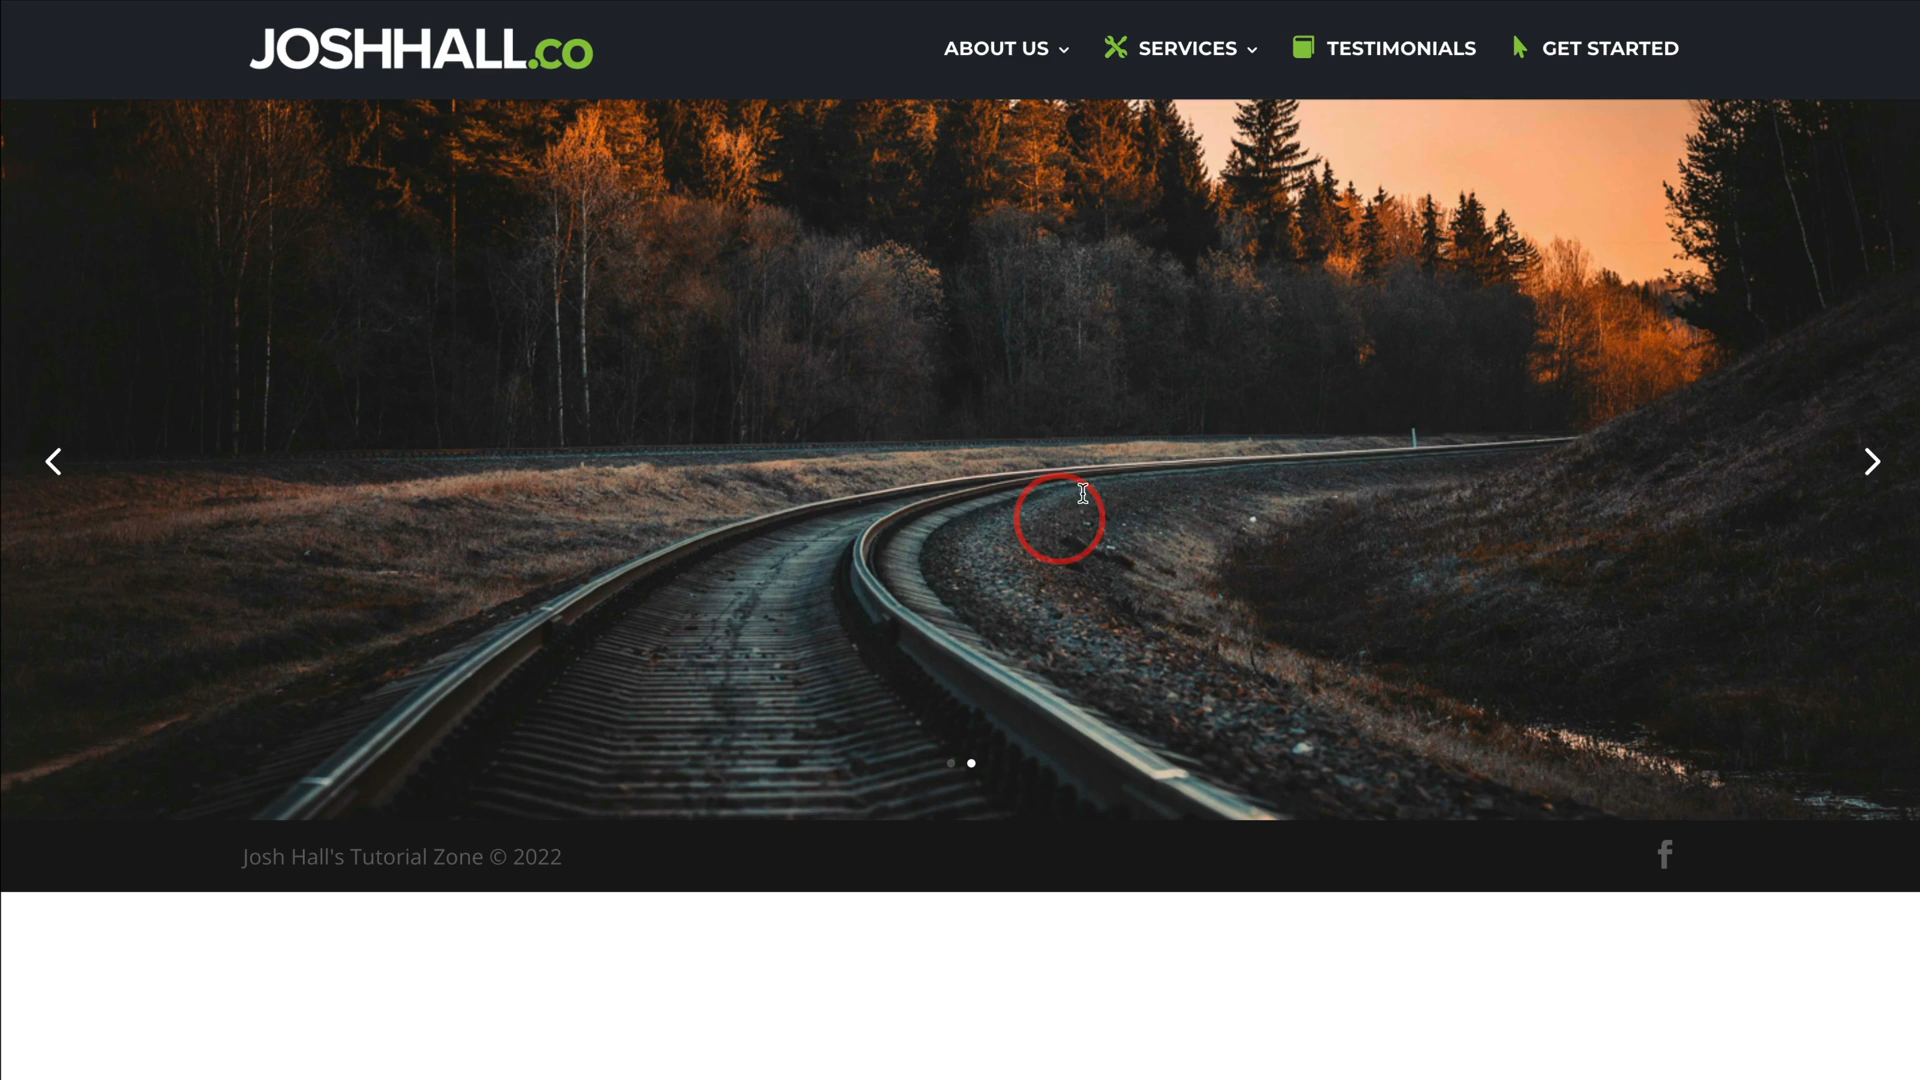 JOSHHALL.co
ABOUT US
SERVICES
TESTIMONIALS
GET STARTED
Josh Hall's Tutorial Zone © 2022